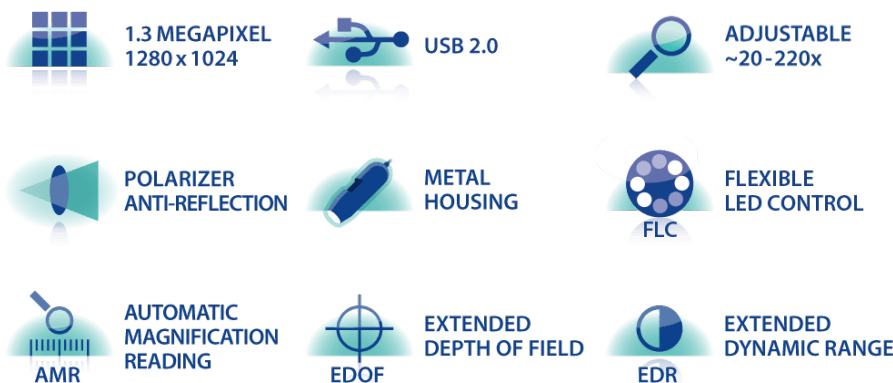 1.3 MEGAPIXEL
1280 x 1024
USB 2.0
ADJUSTABLE
~20-220x
POLARIZER
ANTI-REFLECTION
METAL
HOUSING
FLC
FLEXIBLE
LED CONTROL
AMR
AUTOMATIC
MAGNIFICATION
READING
EDOF
EXTENDED
DEPTH OF FIELD
EDR
EXTENDED
DYNAMIC RANGE